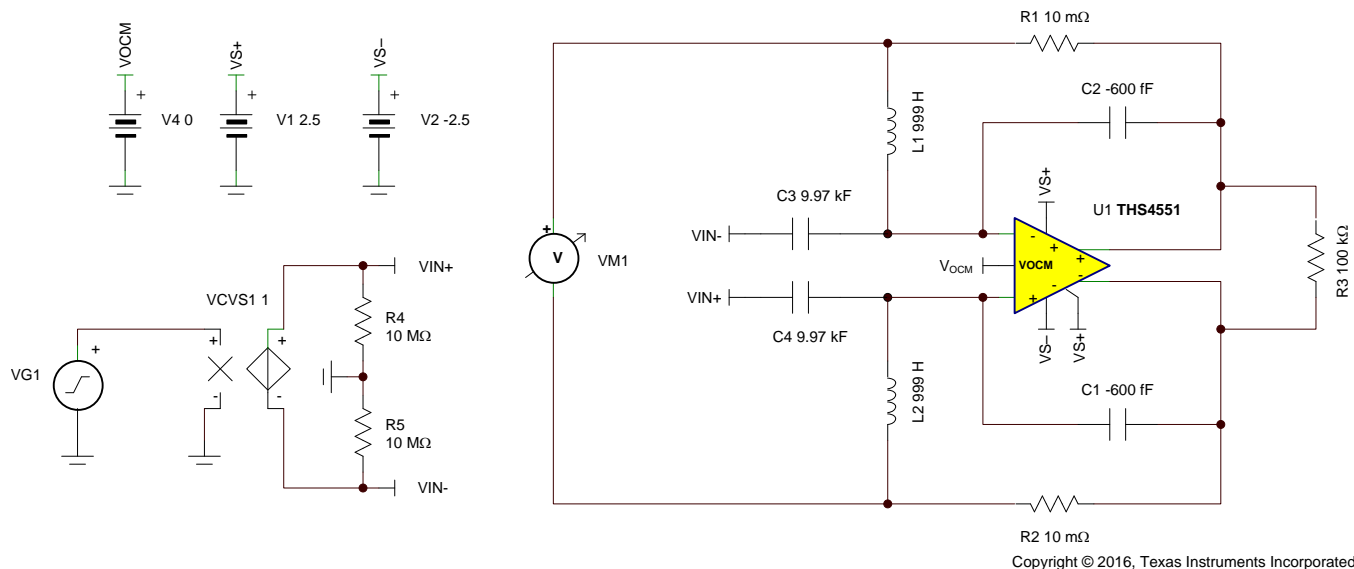 VOCM
VS+
VS–
+
+
+
V4 0
V1 2.5
V2 -2.5
R1 10 mΩ
C2 -600 fF
L1 999 H
VS+
U1 THS4551
C3 9.97 kF
VIN-
-
+
+
VOCM
VOCM
-
-
+
VIN+
C4 9.97 kF
VS–
VS+
R3 100 kΩ
+
V
VM1
VIN+
VCVS1 1
R4
10 MΩ
+
+
+
VG1
-
-
R5
10 MΩ
VIN-
L2 999 H
C1 -600 fF
R2 10 mΩ
Copyright © 2016, Texas Instruments Incorporated